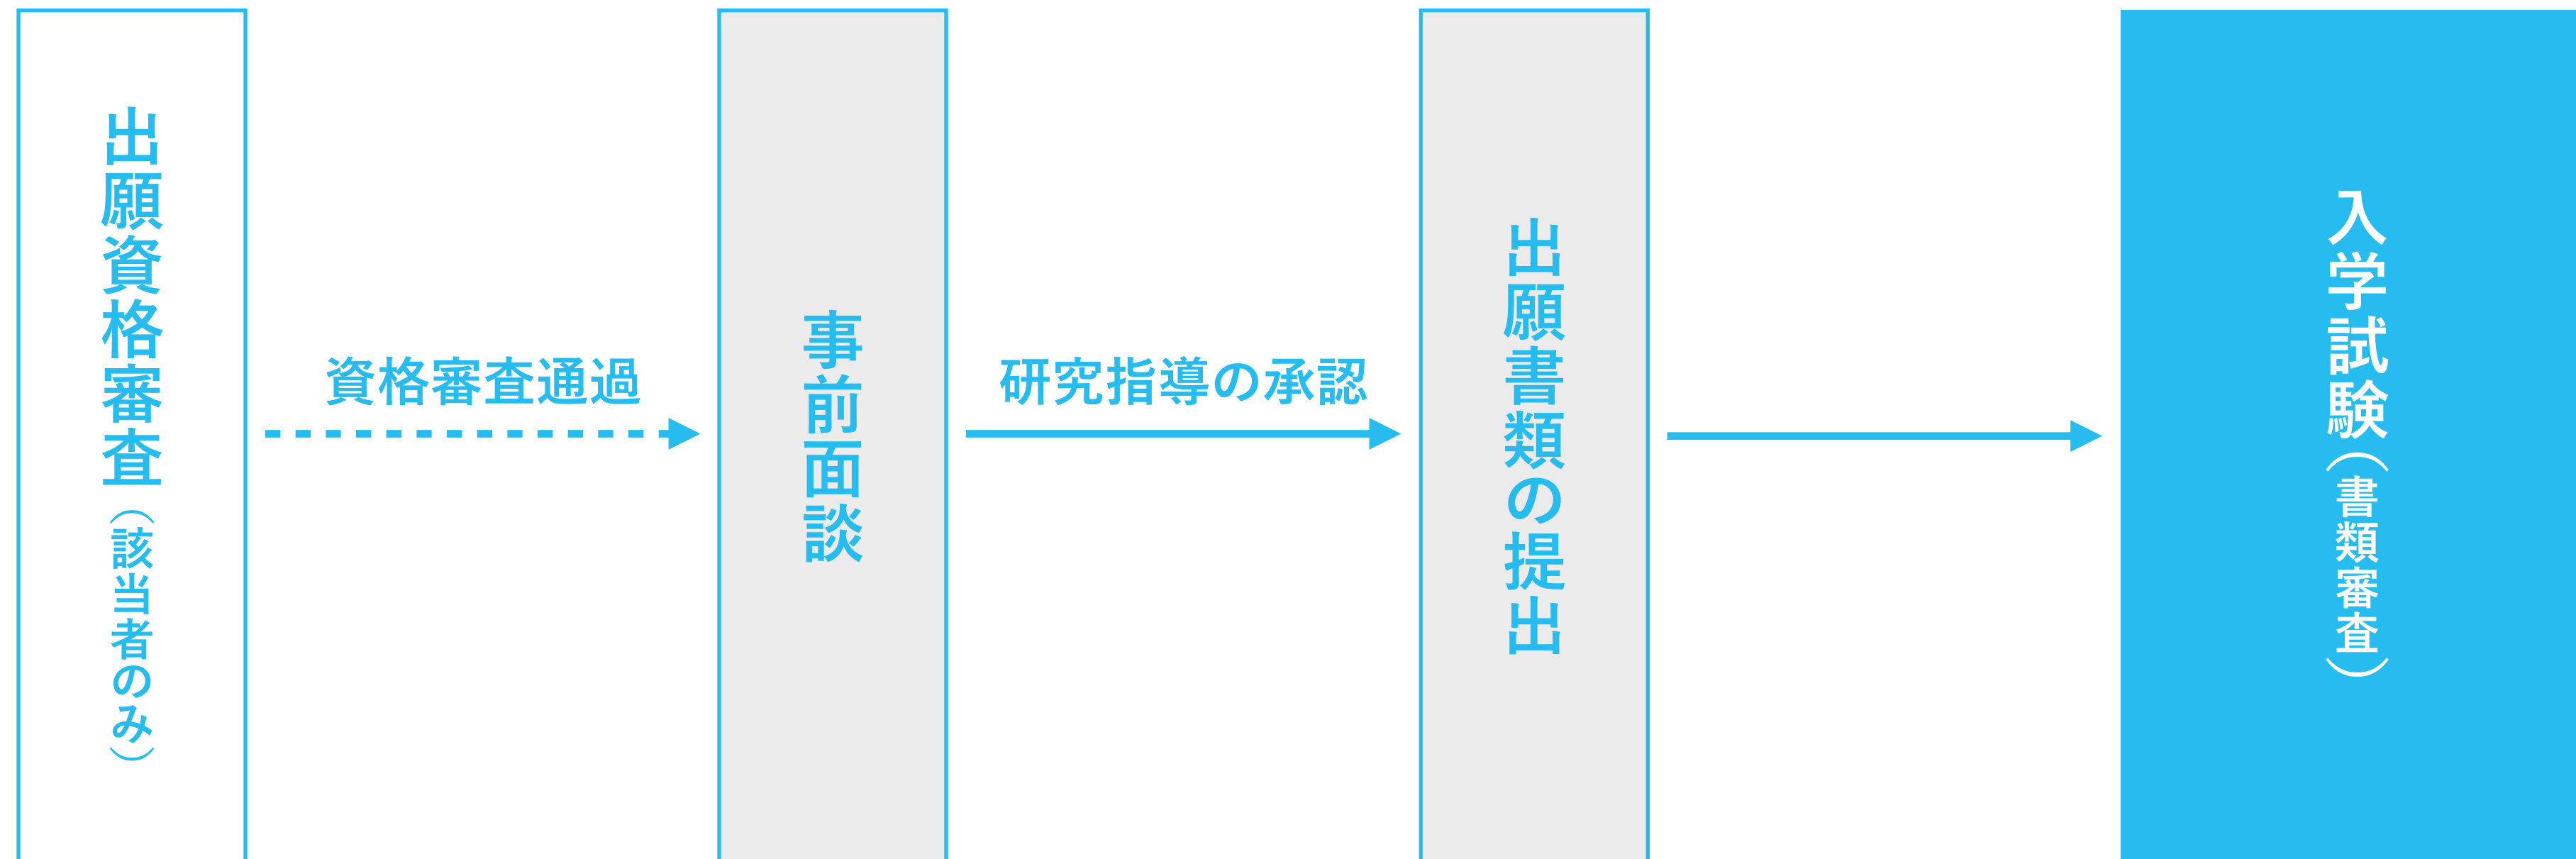 出願資格審査（該当者のみ）
資格審査通過
事前面談
研究指導の承認
出願書類の提出
入学試験（書類審査）